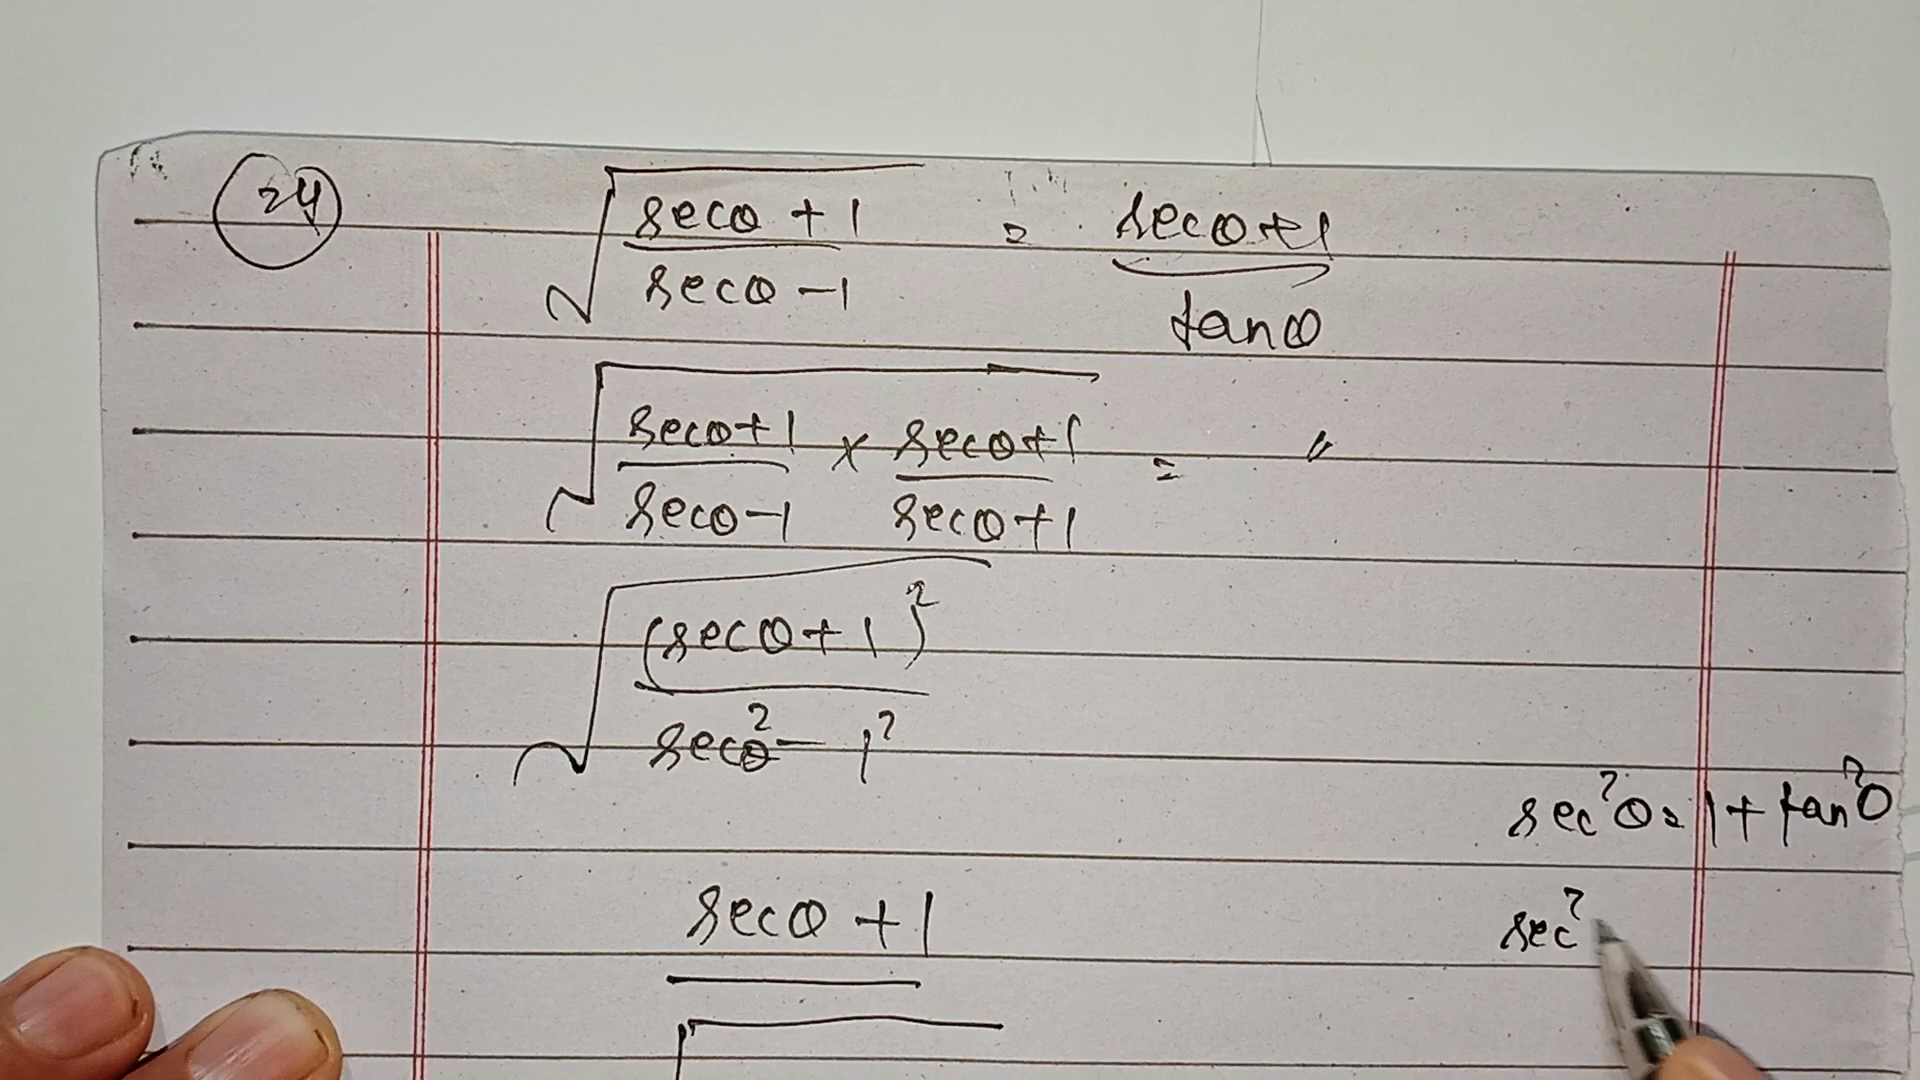 24
√((secθ + 1)/(secθ - 1)) = (secθ + 1)/tanθ
√((secθ + 1)/(secθ - 1) × (secθ + 1)/(secθ + 1)) = 〃
√((secθ + 1)²/(secθ² - 1²))
sec²θ = 1 + tan²θ
secθ + 1
sec²